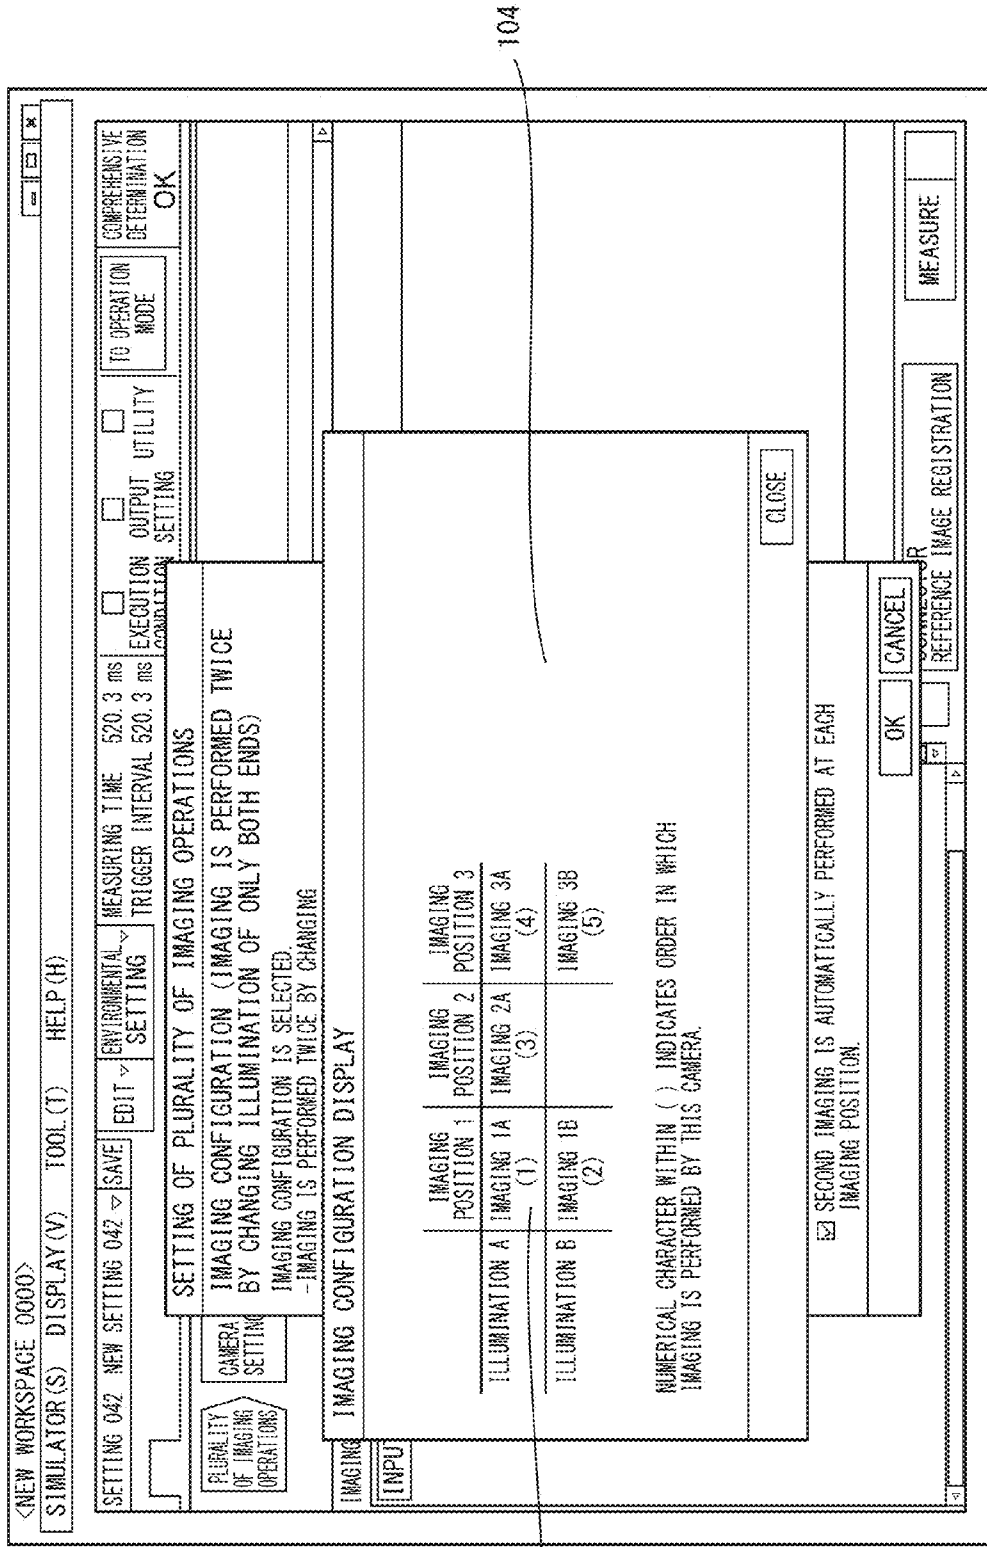 104
<NEW WORKSPACE 0000>
SIMULATOR(S) DISPLAY(V) TOOL(T) HELP(H)
SETTING 042 NEW SETTING 042 SAVE
EDIT
ENVIRONMENTAL
SETTING
MEASURING TIME 520.3 ms
TRIGGER INTERVAL 520.3 ms
EXECUTION
CONDITION
OUTPUT
SETTING
UTILITY
TO OPERATION
MODE
COMPREHENSIVE
DETERMINATION
OK
PLURALITY
OF IMAGING
OPERATIONS
CAMERA
SETTING
SETTING OF PLURALITY OF IMAGING OPERATIONS
IMAGING CONFIGURATION (IMAGING IS PERFORMED TWICE
BY CHANGING ILLUMINATION OF ONLY BOTH ENDS)
IMAGING CONFIGURATION IS SELECTED.
-IMAGING IS PERFORMED TWICE BY CHANGING
IMAGING
INPU
IMAGING CONFIGURATION DISPLAY
IMAGING
POSITION 1
IMAGING
POSITION 2
IMAGING
POSITION 3
ILLUMINATION A
IMAGING 1A
(1)
IMAGING 2A
(3)
IMAGING 3A
(4)
ILLUMINATION B
IMAGING 1B
(2)
IMAGING 3B
(5)
NUMERICAL CHARACTER WITHIN ( ) INDICATES ORDER IN WHICH
IMAGING IS PERFORMED BY THIS CAMERA.
CLOSE
SECOND IMAGING IS AUTOMATICALLY PERFORMED AT EACH
IMAGING POSITION.
OK
CANCEL
REFERENCE IMAGE REGISTRATION
MEASURE